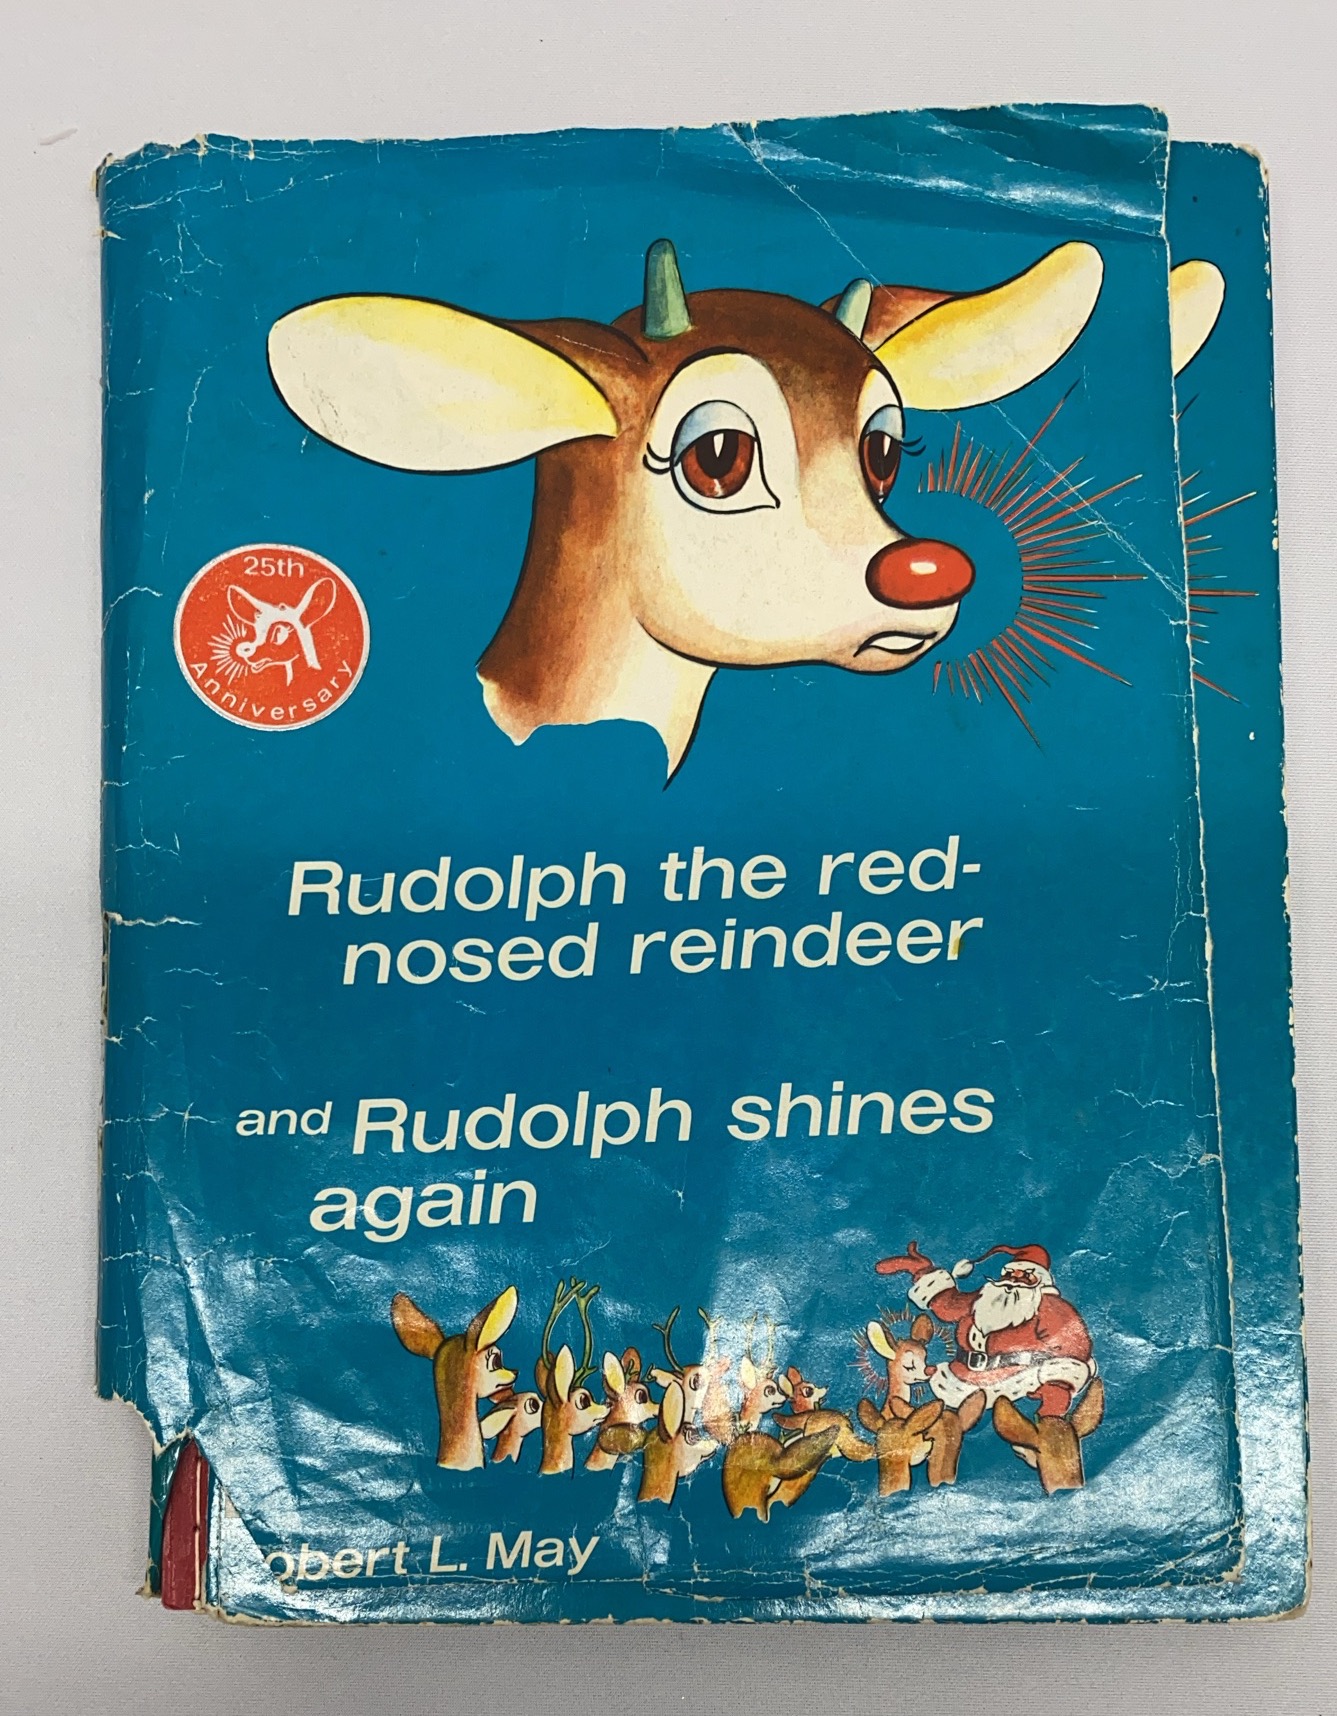 25th
Anniversary
Rudolph the red-
nosed reindeer
and Rudolph shines
again
obert L. May